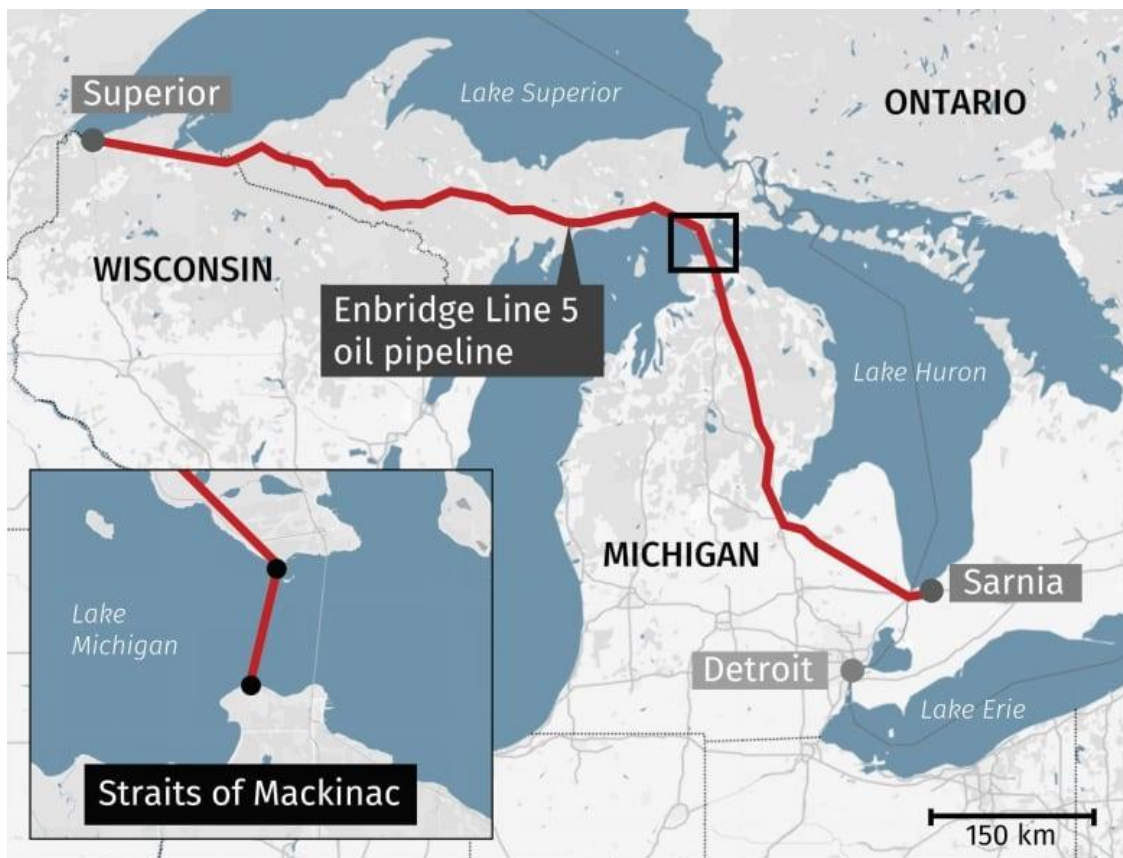 Superior
Lake Superior
ONTARIO
WISCONSIN
Enbridge Line 5
oil pipeline
Lake Huron
MICHIGAN
Sarnia
Detroit
Lake Erie
150 km
Lake
Michigan
Straits of Mackinac